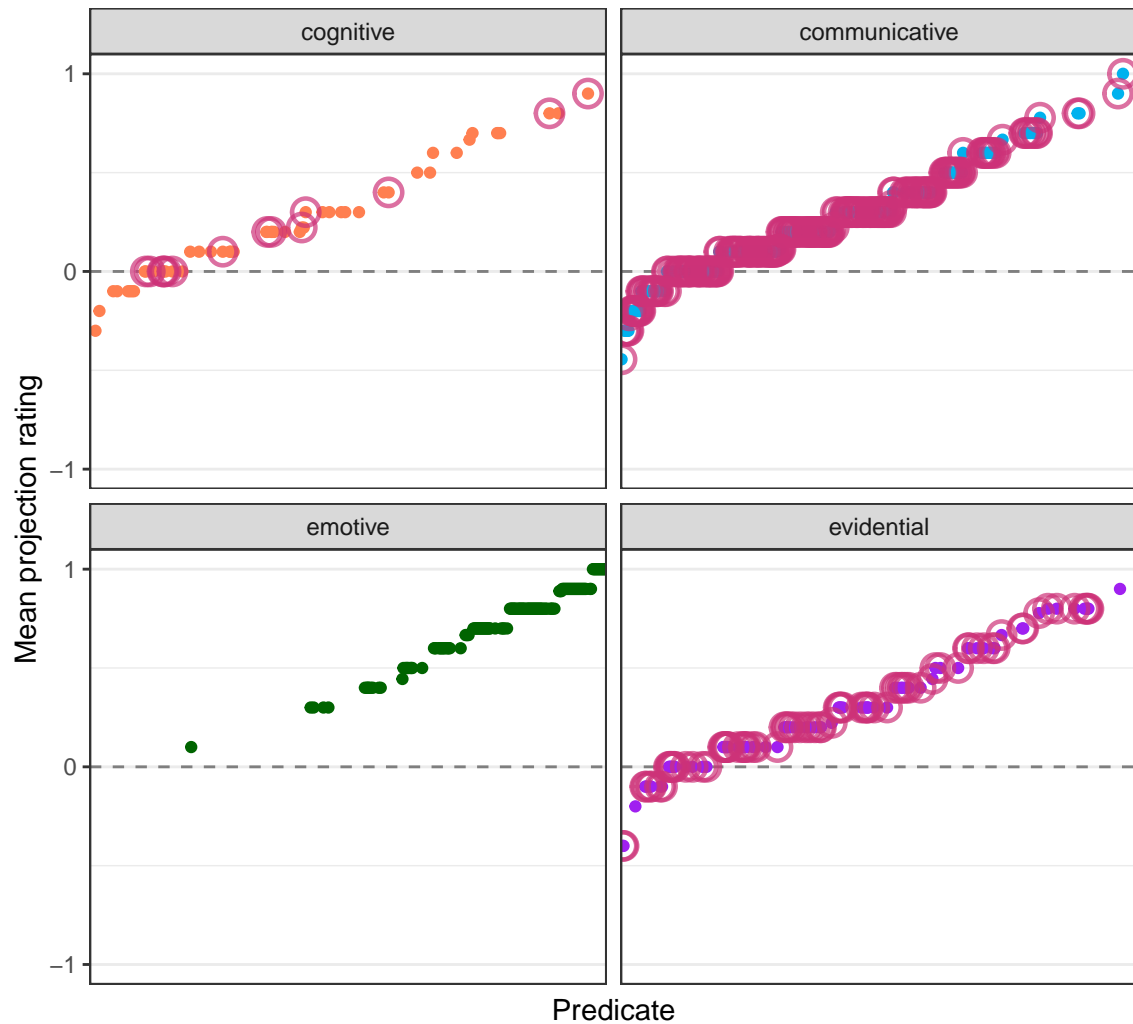 cognitive
communicative
1
0
−1
emotive
evidential
1
0
−1
Mean projection rating
Predicate